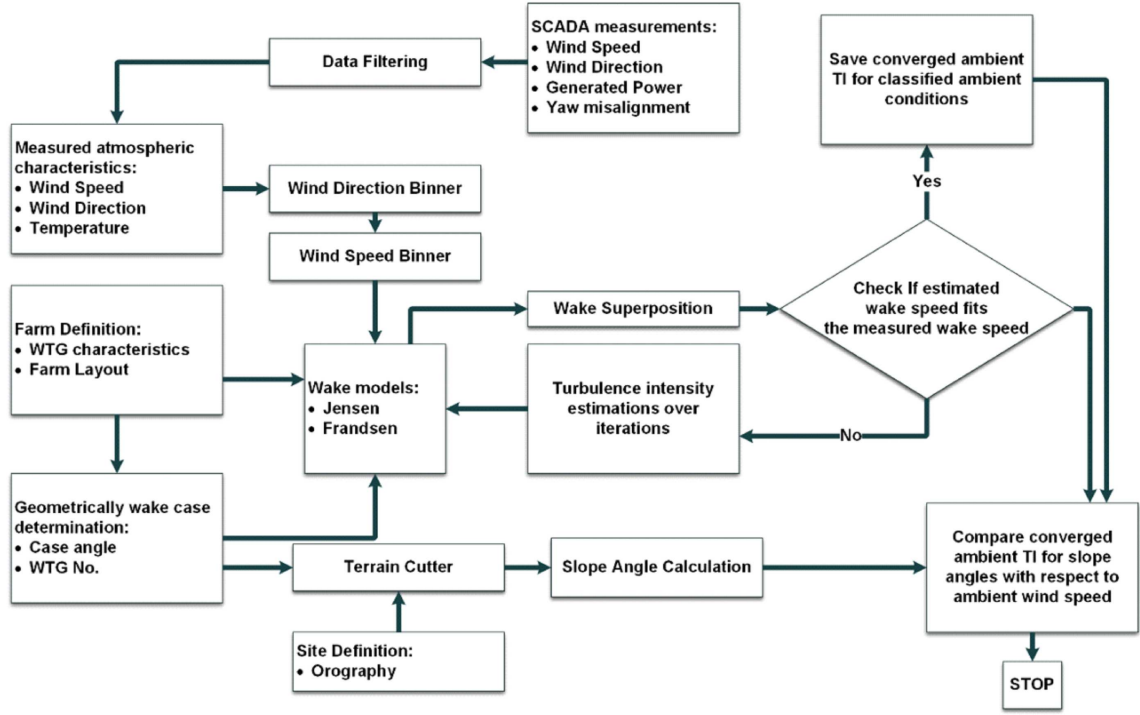 SCADA measurements:
• Wind Speed
• Wind Direction
• Generated Power
• Yaw misalignment
Data Filtering
Measured atmospheric
characteristics:
• Wind Speed
• Wind Direction
• Temperature
Wind Direction Binner
Wind Speed Binner
Farm Definition:
• WTG characteristics
• Farm Layout
Wake models:
• Jensen
• Frandsen
Wake Superposition
Check If estimated
wake speed fits
the measured wake speed
Yes
Save converged ambient
TI for classified ambient
conditions
No
Turbulence intensity
estimations over
iterations
Geometrically wake case
determination:
• Case angle
• WTG No.
Terrain Cutter
Site Definition:
• Orography
Slope Angle Calculation
Compare converged
ambient TI for slope
angles with respect to
ambient wind speed
STOP